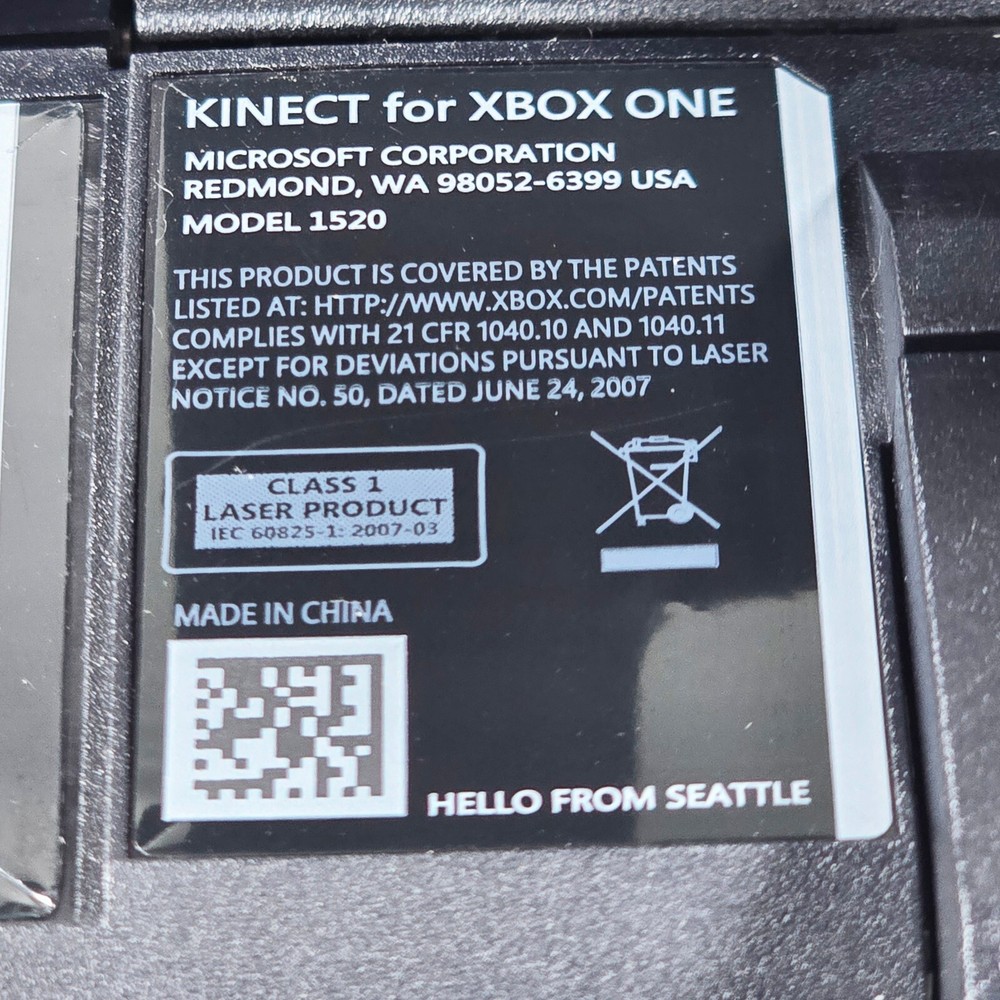 KINECT for XBOX ONE
MICROSOFT CORPORATION
REDMOND, WA 98052-6399 USA
MODEL 1520
THIS PRODUCT IS COVERED BY THE PATENTS
LISTED AT: HTTP://WWW.XBOX.COM/PATENTS
COMPLIES WITH 21 CFR 1040.10 AND 1040.11
EXCEPT FOR DEVIATIONS PURSUANT TO LASER
NOTICE NO. 50, DATED JUNE 24, 2007
CLASS 1
LASER PRODUCT
IEC 60825-1: 2007-03
MADE IN CHINA
HELLO FROM SEATTLE